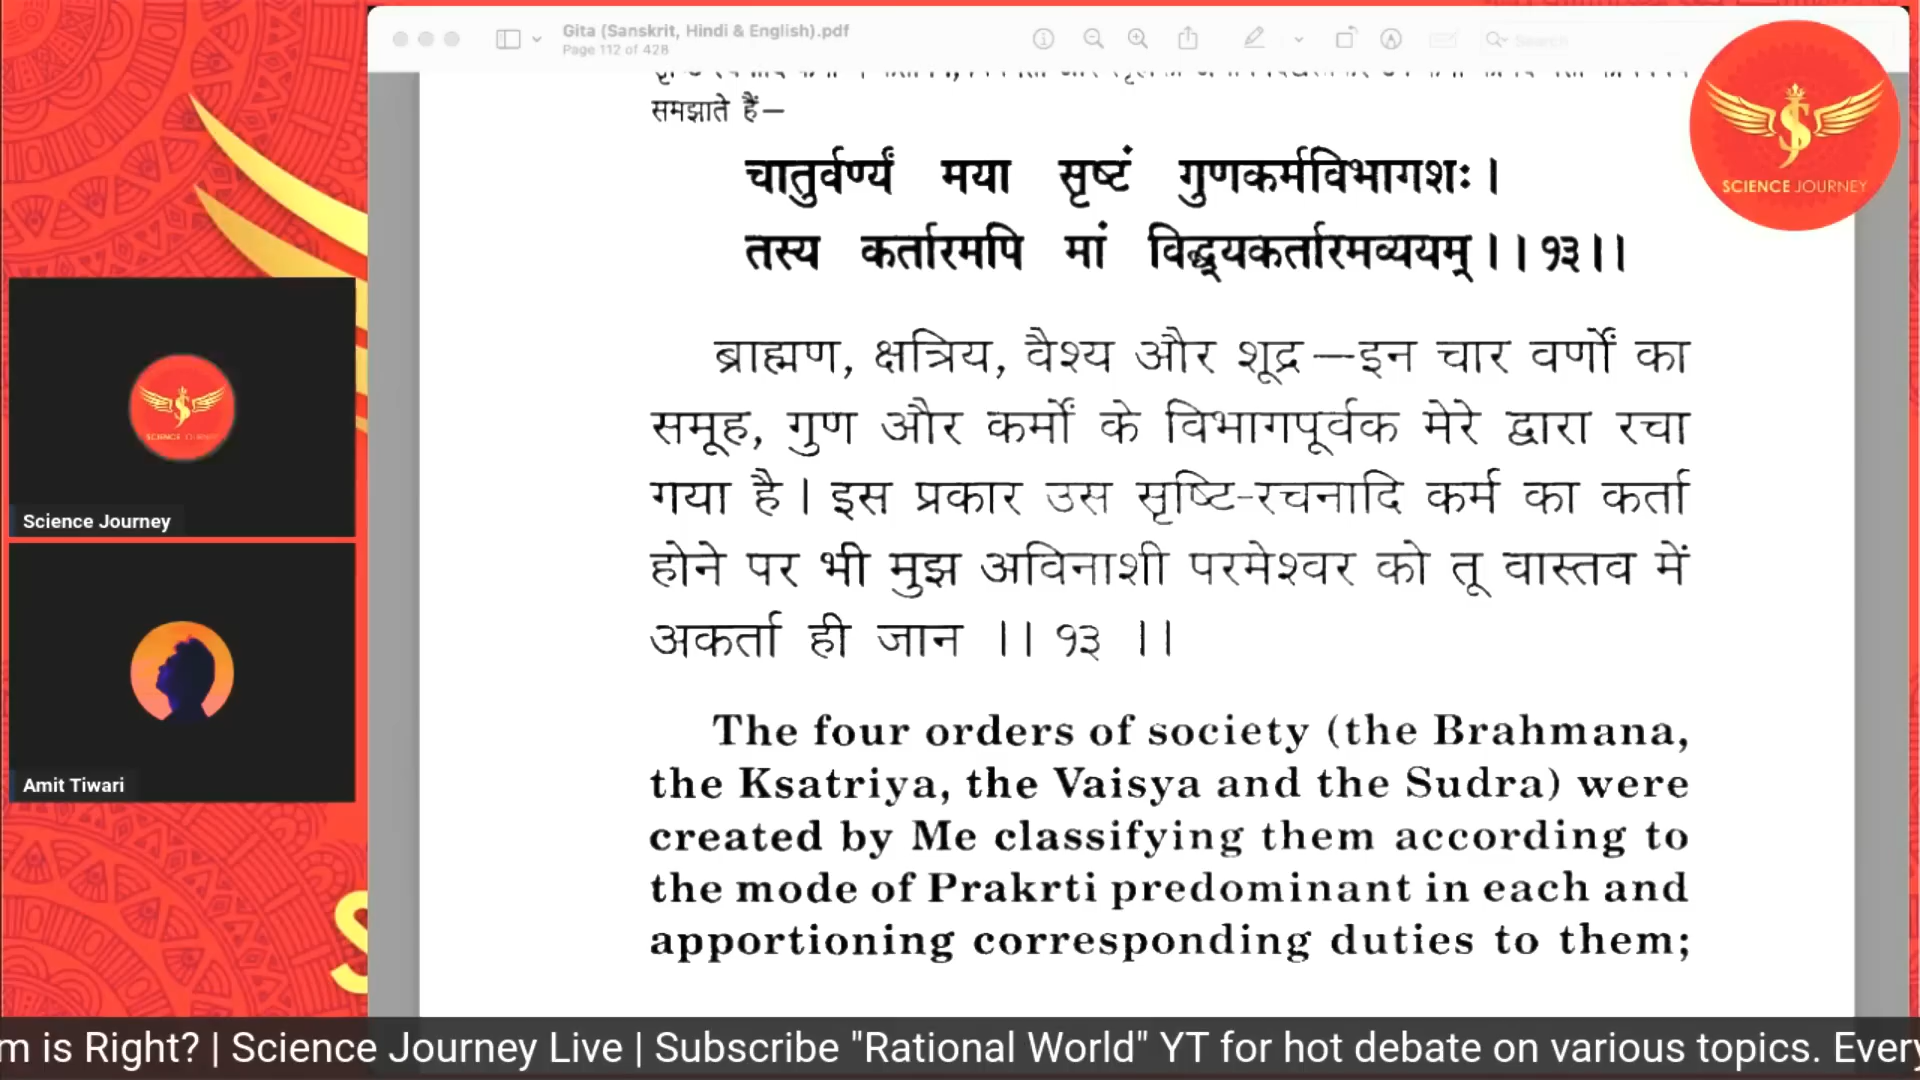 Gita (Sanskrit, Hindi & English).pdf
Page 112 of 428
Search
SCIENCE JOURNEY
समझाते हैं—
चातुर्वर्ण्यं मया सृष्टं गुणकर्मविभागशः।
तस्य कर्तारमपि मां विद्ध्यकर्तारमव्ययम्।।१३।।
ब्राह्मण, क्षत्रिय, वैश्य और शूद्र—इन चार वर्णों का
समूह, गुण और कर्मों के विभागपूर्वक मेरे द्वारा रचा
गया है। इस प्रकार उस सृष्टि-रचनादि कर्म का कर्ता
होने पर भी मुझ अविनाशी परमेश्वर को तू वास्तव में
अकर्ता ही जान ।।१३ ।।
The four orders of society (the Brahmana,
the Ksatriya, the Vaisya and the Sudra) were
created by Me classifying them according to
the mode of Prakrti predominant in each and
apportioning corresponding duties to them;
Science Journey
Amit Tiwari
m is Right? | Science Journey Live | Subscribe "Rational World" YT for hot debate on various topics. Every